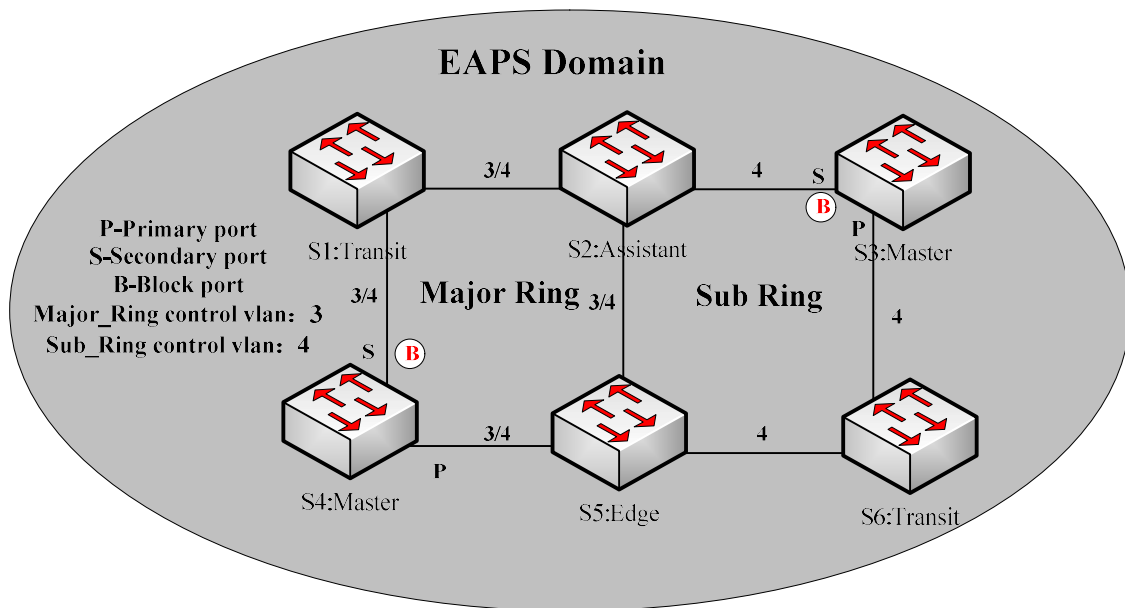 EAPS Domain
3/4
4
S
B
P
S1:Transit
S2:Assistant
S3:Master
P-Primary port
S-Secondary port
B-Block port
Major_Ring control vlan: 3
Sub_Ring control vlan: 4
3/4
Major Ring
3/4
Sub Ring
4
S
B
3/4
P
4
S4:Master
S5:Edge
S6:Transit